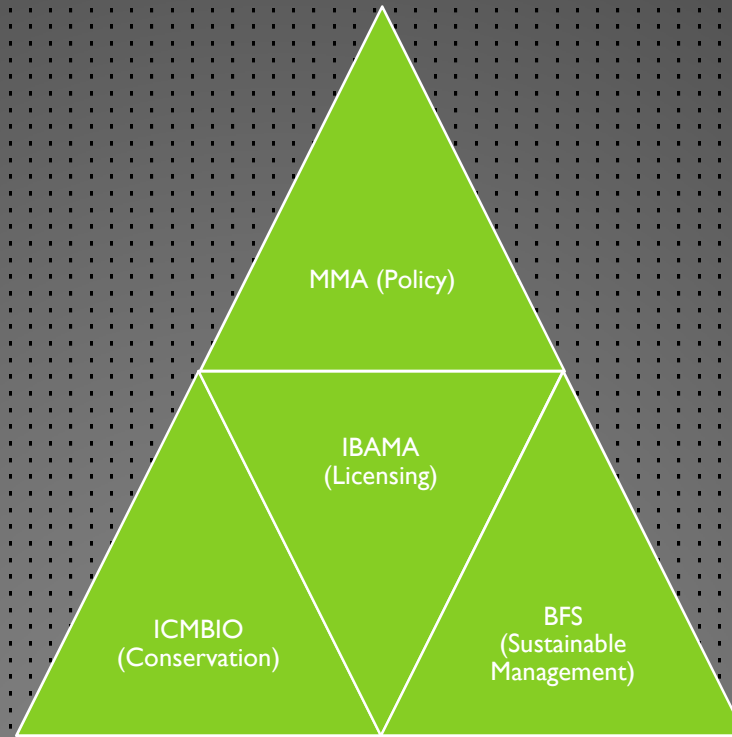 MMA (Policy)
IBAMA
(Licensing)
ICMBIO
(Conservation)
BFS
(Sustainable
Management)